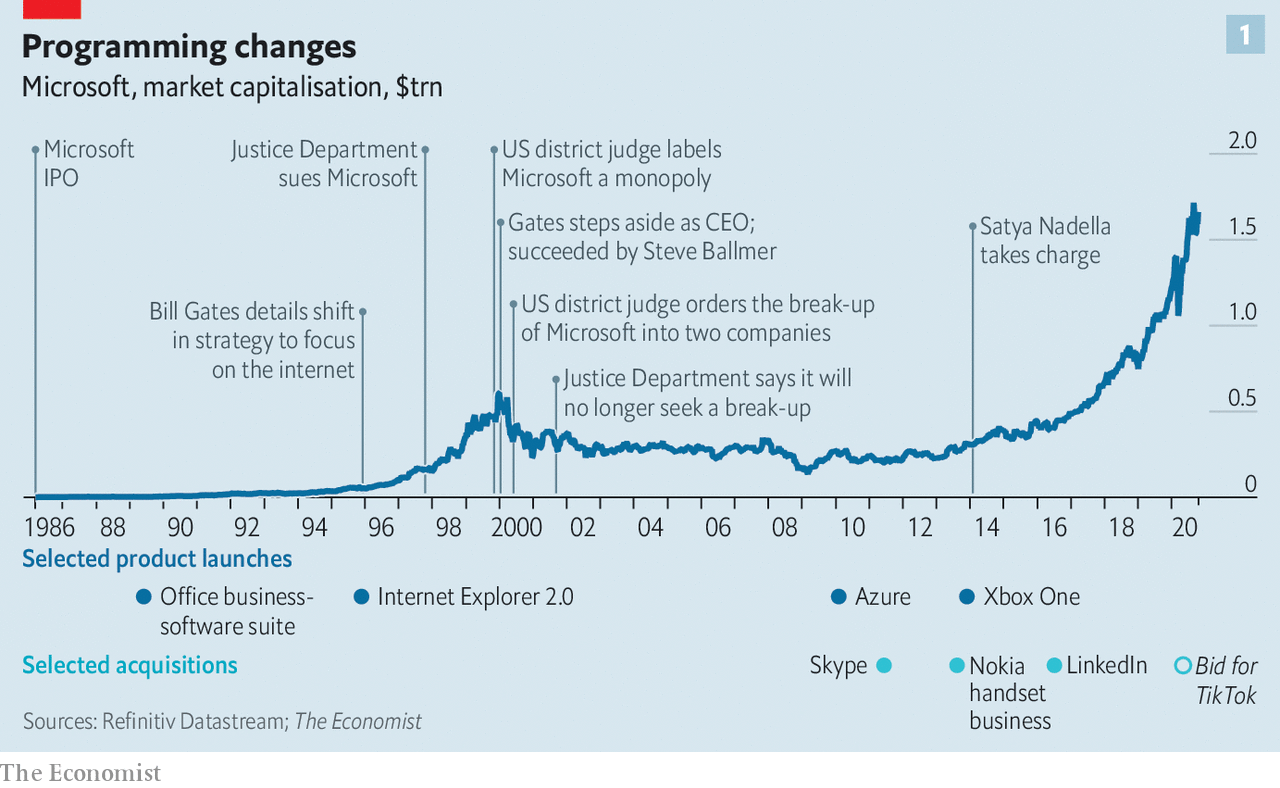 Programming changes
1
Microsoft, market capitalisation, $trn
Microsoft
IPO
Justice Department
sues Microsoft
US district judge labels
Microsoft a monopoly
Gates steps aside as CEO;
succeeded by Steve Ballmer
Satya Nadella
takes charge
Bill Gates details shift
in strategy to focus
on the internet
US district judge orders the break-up
of Microsoft into two companies
Justice Department says it will
no longer seek a break-up
2.0
1.5
1.0
0.5
0
1986 88 90 92 94 96 98 2000 02 04 06 08 10 12 14 16 18 20
Selected product launches
Office business-
software suite
Internet Explorer 2.0
Azure
Xbox One
Selected acquisitions
Skype
Nokia
handset
business
LinkedIn
Bid for
TikTok
Sources: Refinitiv Datastream; The Economist
The Economist